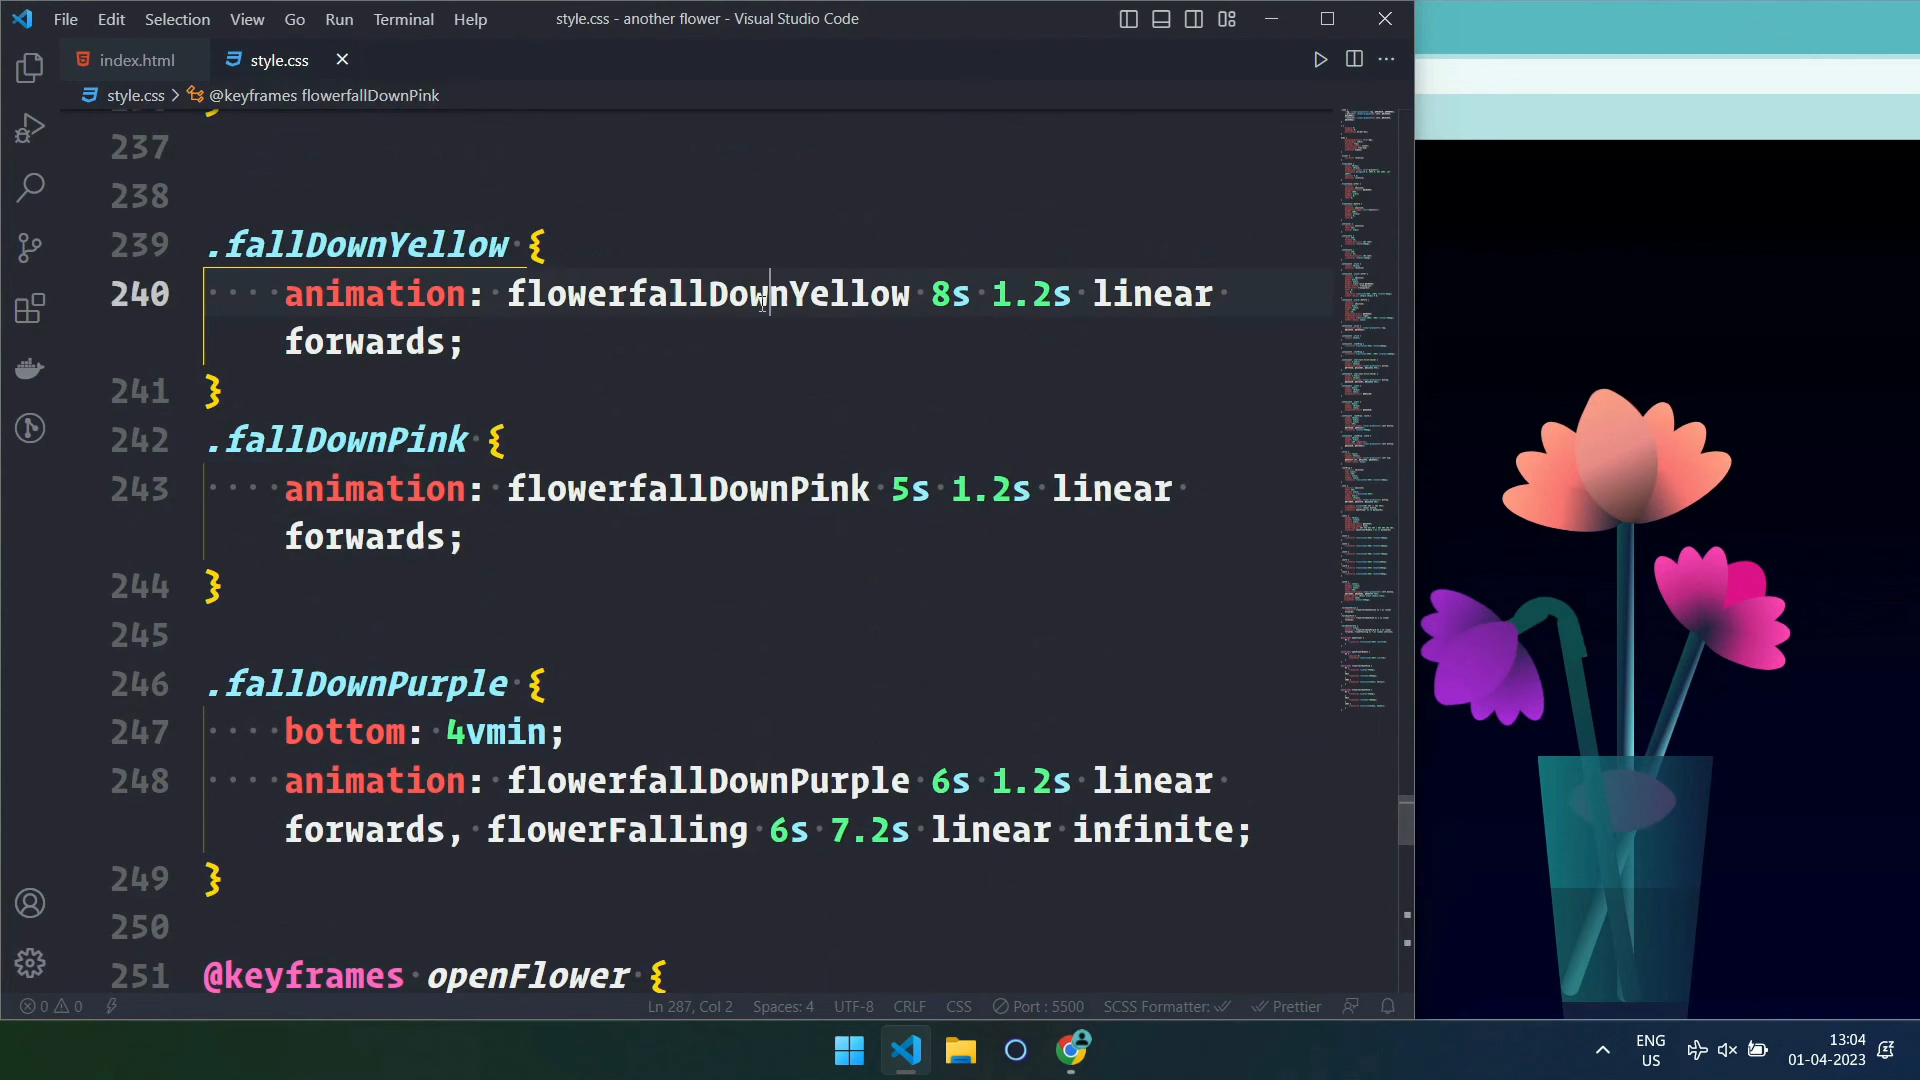 File Edit Selection View Go Run Terminal Help style.css - another flower - Visual Studio Code
index.html style.css
style.css > @keyframes flowerfallDownPink
237
238
239 .fallDownYellow {
240 animation: flowerfallDownYellow 8s 1.2s linear
forwards;
241 }
242 .fallDownPink {
243 animation: flowerfallDownPink 5s 1.2s linear
forwards;
244 }
245
246 .fallDownPurple {
247 bottom: 4vmin;
248 animation: flowerfallDownPurple 6s 1.2s linear
forwards, flowerFalling 6s 7.2s linear infinite;
249 }
250
251 @keyframes openFlower {
0 0 Ln 287, Col 2 Spaces: 4 UTF-8 CRLF CSS Port : 5500 SCSS Formatter: Prettier
ENG
US
13:04
01-04-2023